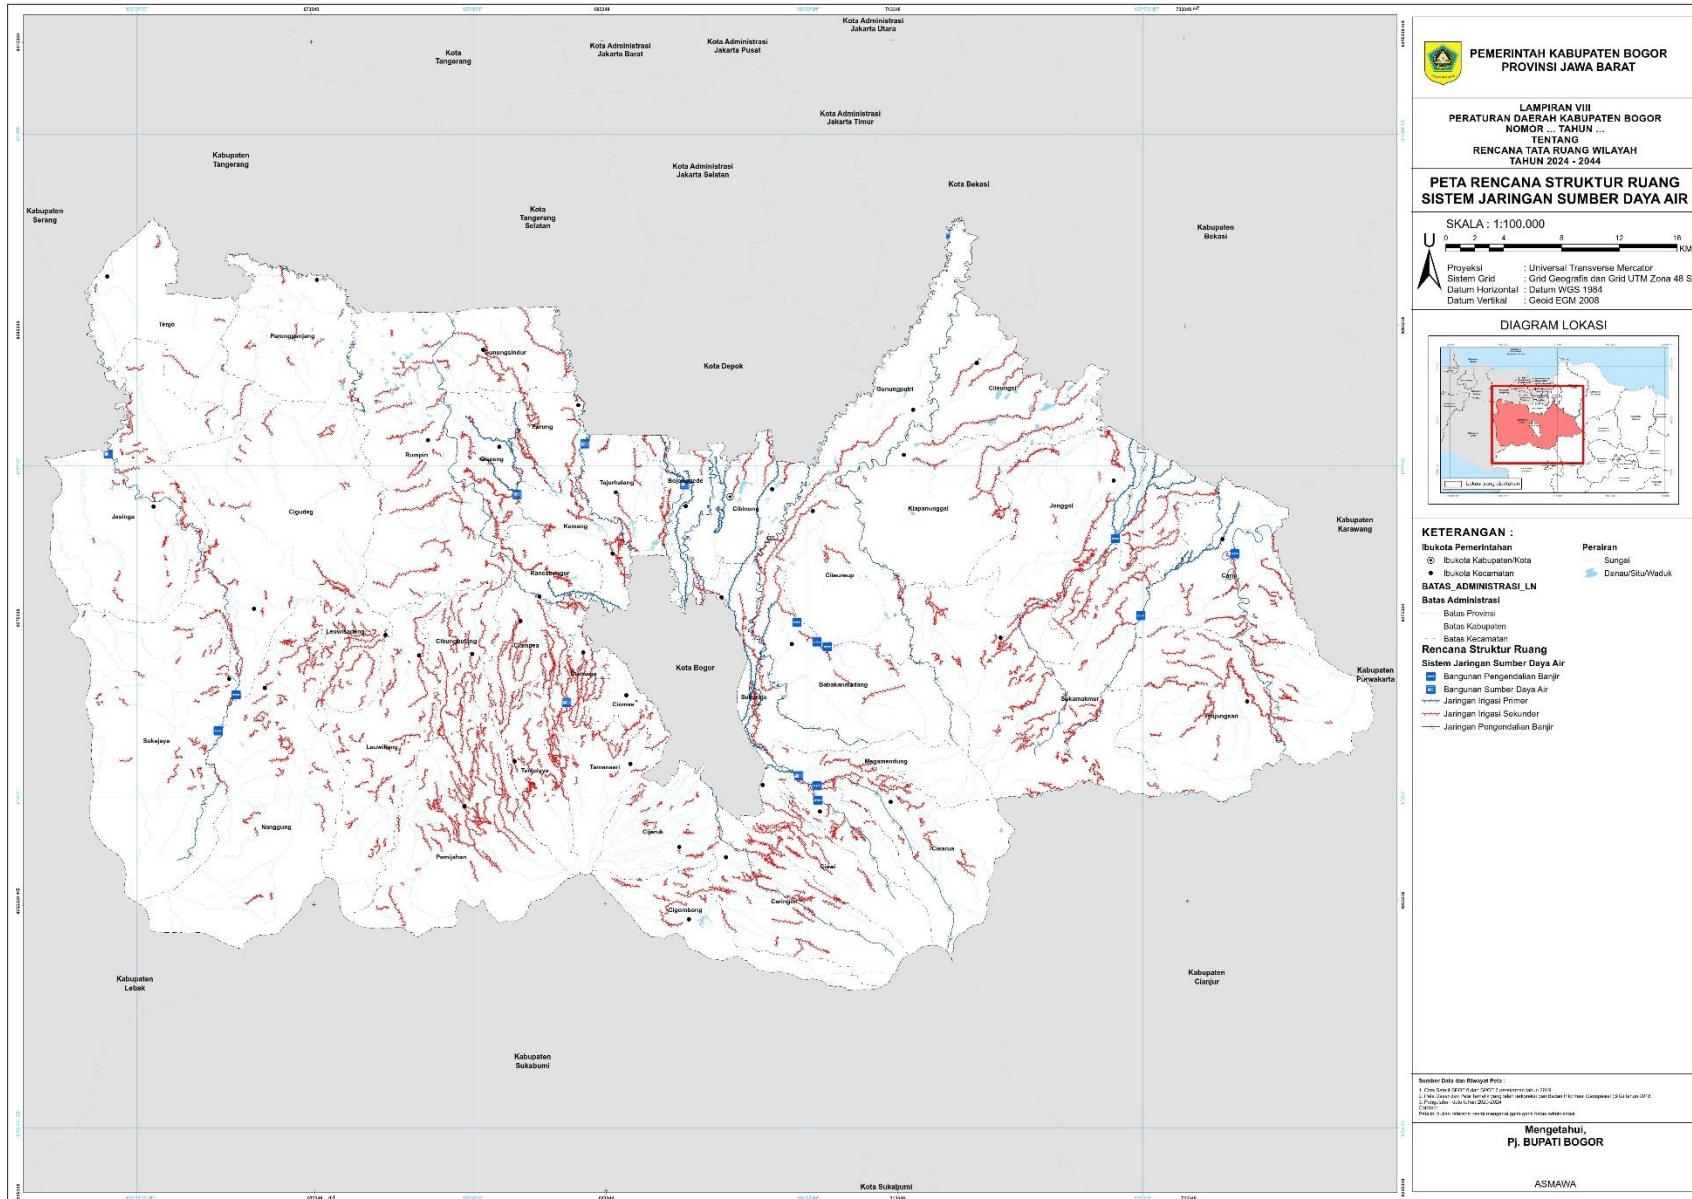 Kota Administrasi
Jakarta Utara
Kota Administrasi
Jakarta Barat
Kota Administrasi
Jakarta Pusat
Kota
Tangerang
Kota Administrasi
Jakarta Timur
Kabupaten
Tangerang
Kota Administrasi
Jakarta Selatan
Kota Bekasi
Kabupaten
Serang
Kota
Tangerang
Selatan
Kabupaten
Bekasi
Tenjo
Parungpanjang
Gunungsindur
Kota Depok
Gunungputri
Cileungsi
Parung
Rumpin
Ciseeng
Tajurhalang
Bojonggede
Cibinong
Klapanunggal
Jonggol
Jasinga
Cigudeg
Kemang
Kabupaten
Karawang
Rancabungur
Citeureup
Cariu
Leuwisadeng
Cibungbulang
Ciampea
Kota Bogor
Dramaga
Ciomas
Sukaraja
Babakanmadang
Sukamakmur
Tanjungsari
Kabupaten
Purwakarta
Sukajaya
Leuwiliang
Tenjolaya
Tamansari
Megamendung
Nanggung
Pamijahan
Cijeruk
Ciawi
Cisarua
Caringin
Cigombong
Kabupaten
Lebak
Kabupaten
Cianjur
Kabupaten
Sukabumi
Kota Sukabumi
PEMERINTAH KABUPATEN BOGOR
PROVINSI JAWA BARAT
LAMPIRAN VIII
PERATURAN DAERAH KABUPATEN BOGOR
NOMOR ... TAHUN ...
TENTANG
RENCANA TATA RUANG WILAYAH
TAHUN 2024 - 2044
PETA RENCANA STRUKTUR RUANG
SISTEM JARINGAN SUMBER DAYA AIR
SKALA : 1:100.000
U
0 2 4 8 12 16
KM
Proyeksi : Universal Transverse Mercator
Sistem Grid : Grid Geografis dan Grid UTM Zona 48 S
Datum Horizontal : Datum WGS 1984
Datum Vertikal : Geoid EGM 2008
DIAGRAM LOKASI
KETERANGAN :
Ibukota Pemerintahan
Ibukota Kabupaten/Kota
Ibukota Kecamatan
Perairan
Sungai
Danau/Situ/Waduk
BATAS_ADMINISTRASI_LN
Batas Administrasi
Batas Provinsi
Batas Kabupaten
Batas Kecamatan
Rencana Struktur Ruang
Sistem Jaringan Sumber Daya Air
Bangunan Pengendalian Banjir
Bangunan Sumber Daya Air
Jaringan Irigasi Primer
Jaringan Irigasi Sekunder
Jaringan Pengendalian Banjir
Sumber Data dan Riwayat Peta :
Mengetahui,
Pj. BUPATI BOGOR
ASMAWA